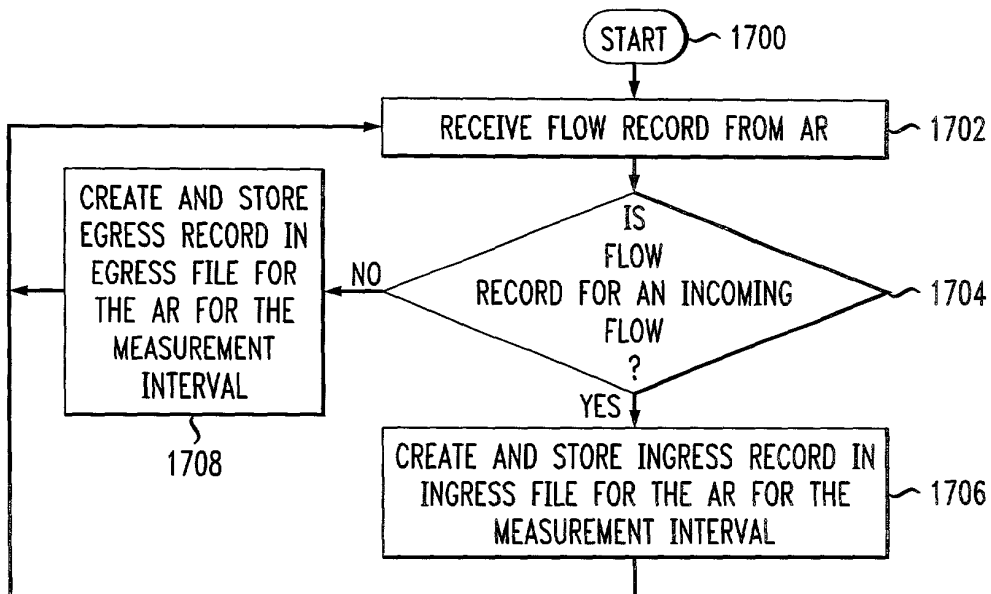 START
1700
RECEIVE FLOW RECORD FROM AR
1702
IS
FLOW
RECORD FOR AN INCOMING
FLOW
?
1704
NO
YES
CREATE AND STORE
EGRESS RECORD IN
EGRESS FILE FOR
THE AR FOR THE
MEASUREMENT
INTERVAL
1708
CREATE AND STORE INGRESS RECORD IN
INGRESS FILE FOR THE AR FOR THE
MEASUREMENT INTERVAL
1706